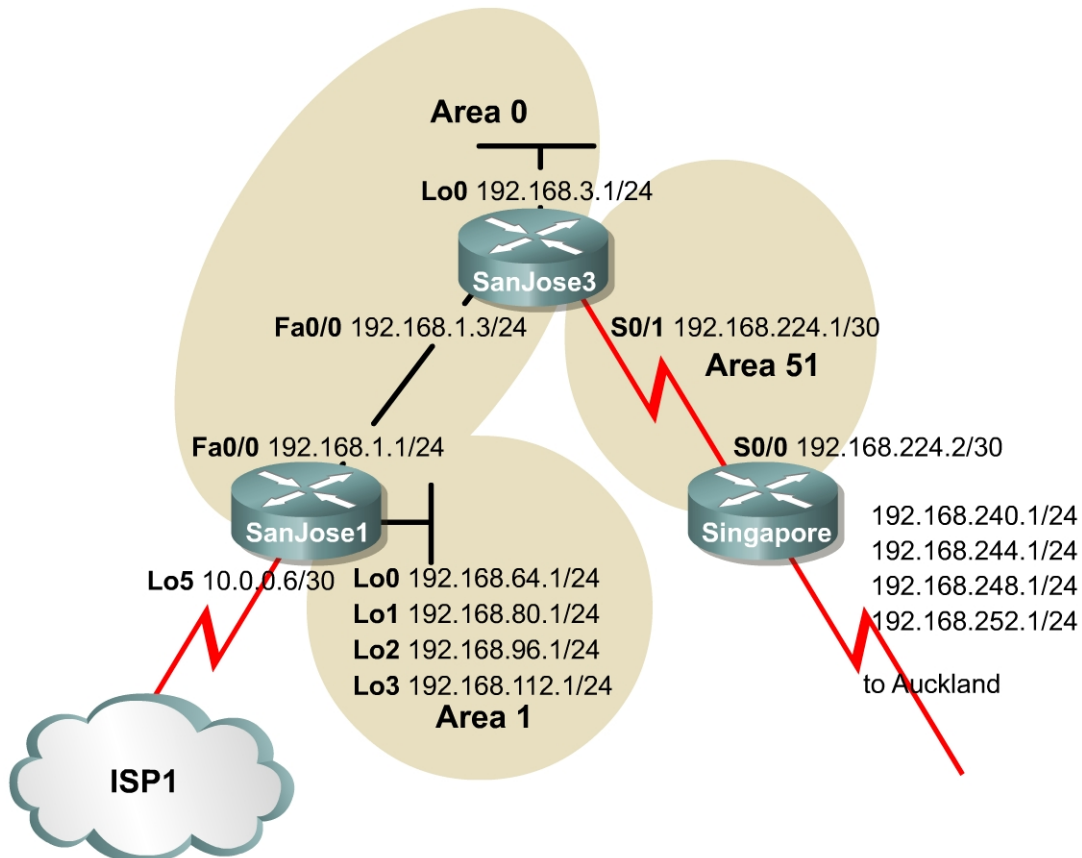 Area 0
Lo0 192.168.3.1/24
SanJose3
Fa0/0 192.168.1.3/24
S0/1 192.168.224.1/30
Area 51
Fa0/0 192.168.1.1/24
S0/0 192.168.224.2/30
SanJose1
Singapore
192.168.240.1/24
192.168.244.1/24
192.168.248.1/24
192.168.252.1/24
Lo5 10.0.0.6/30
Lo0 192.168.64.1/24
Lo1 192.168.80.1/24
Lo2 192.168.96.1/24
Lo3 192.168.112.1/24
Area 1
to Auckland
ISP1